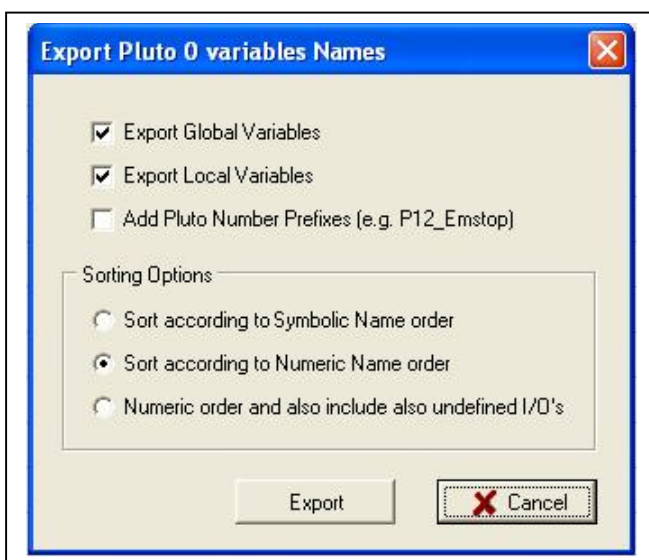 Export Pluto 0 variables Names
Export Global Variables
Export Local Variables
Add Pluto Number Prefixes (e.g. P12_Emstop)
Sorting Options
Sort according to Symbolic Name order
Sort according to Numeric Name order
Numeric order and also include also undefined I/O's
Export
Cancel